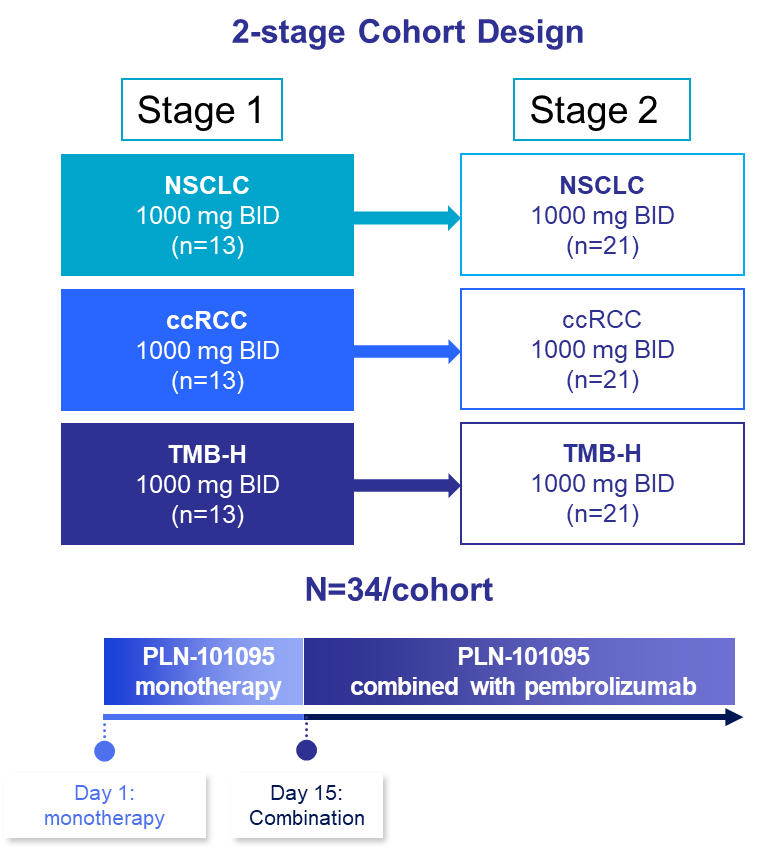 2-stage Cohort Design
Stage 1
Stage 2
NSCLC
1000 mg BID
(n=13)
NSCLC
1000 mg BID
(n=21)
ccRCC
1000 mg BID
(n=13)
ccRCC
1000 mg BID
(n=21)
TMB-H
1000 mg BID
(n=13)
TMB-H
1000 mg BID
(n=21)
N=34/cohort
PLN-101095
monotherapy
PLN-101095
combined with pembrolizumab
Day 1:
monotherapy
Day 15:
Combination